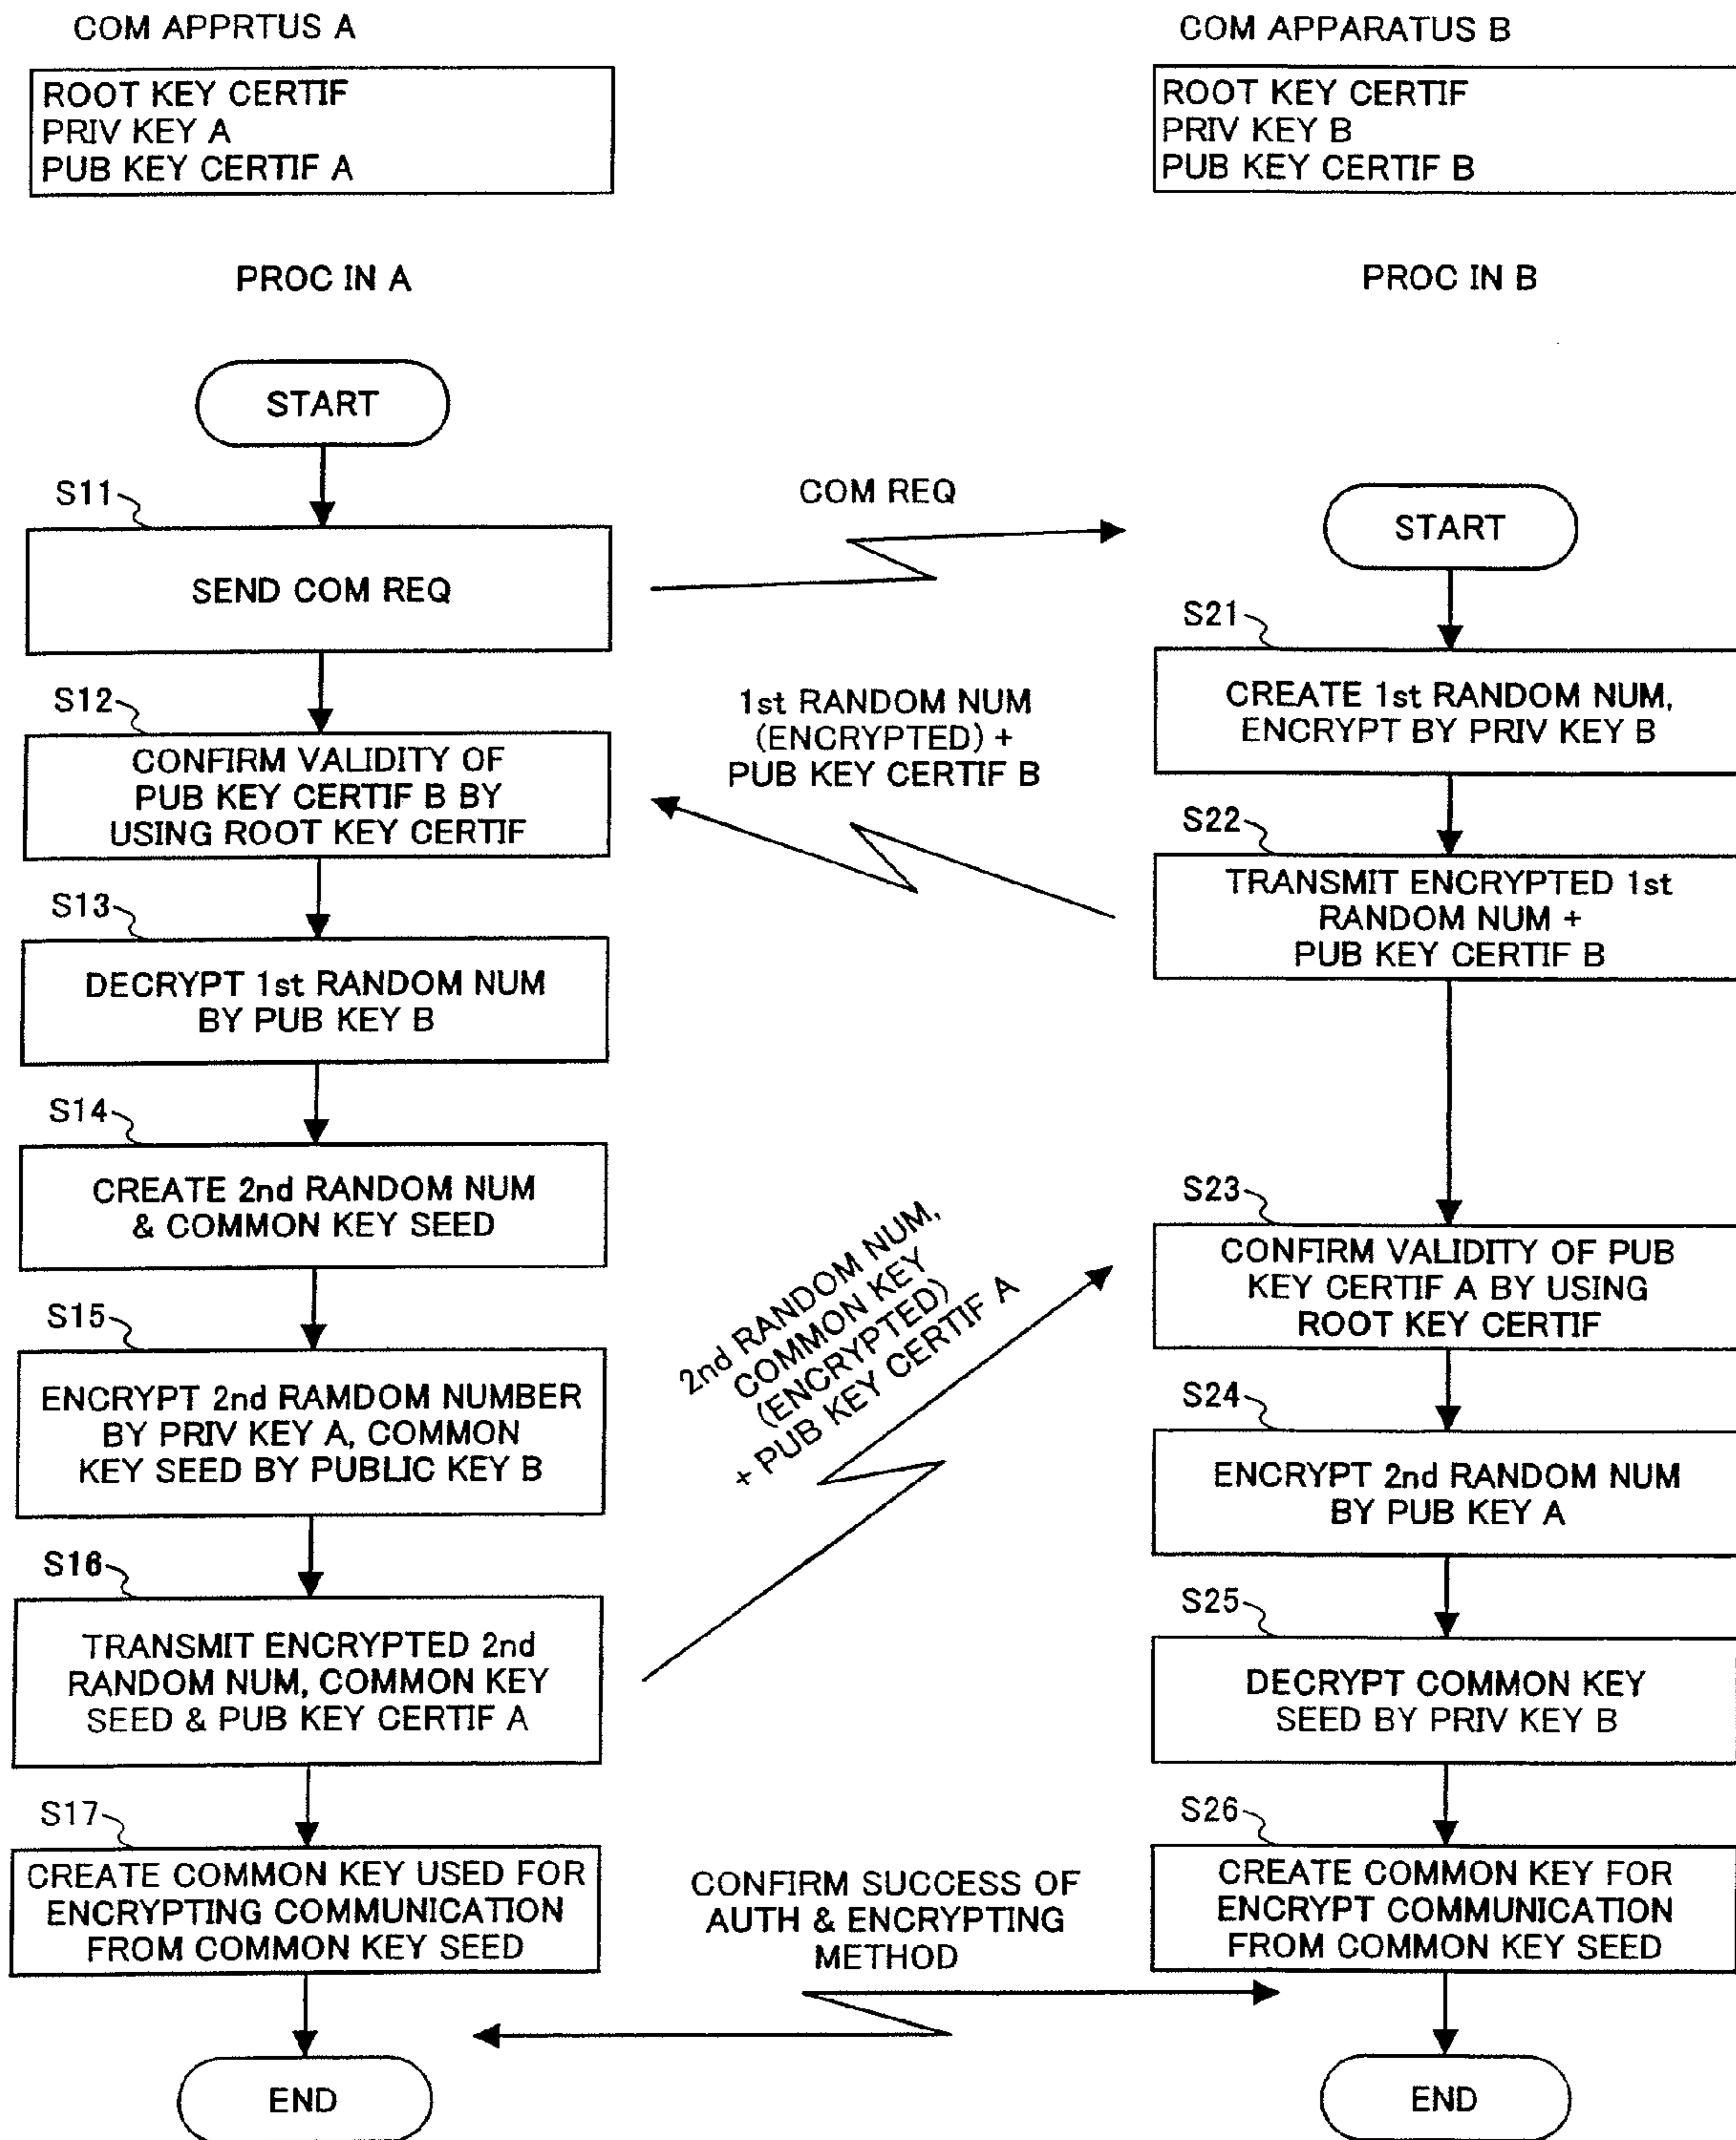 COM APPRTUS A
ROOT KEY CERTIF
PRIV KEY A
PUB KEY CERTIF A
COM APPARATUS B
ROOT KEY CERTIF
PRIV KEY B
PUB KEY CERTIF B
PROC IN A
PROC IN B
START
S11
SEND COM REQ
COM REQ
START
S21
CREATE 1st RANDOM NUM,
ENCRYPT BY PRIV KEY B
S12
CONFIRM VALIDITY OF
PUB KEY CERTIF B BY
USING ROOT KEY CERTIF
1st RANDOM NUM
(ENCRYPTED) +
PUB KEY CERTIF B
S22
TRANSMIT ENCRYPTED 1st
RANDOM NUM +
PUB KEY CERTIF B
S13
DECRYPT 1st RANDOM NUM
BY PUB KEY B
S14
CREATE 2nd RANDOM NUM
& COMMON KEY SEED
S15
ENCRYPT 2nd RAMDOM NUMBER
BY PRIV KEY A, COMMON
KEY SEED BY PUBLIC KEY B
S16
TRANSMIT ENCRYPTED 2nd
RANDOM NUM, COMMON KEY
SEED & PUB KEY CERTIF A
2nd RANDOM NUM,
COMMON KEY
(ENCRYPTED)
+ PUB KEY CERTIF A
S23
CONFIRM VALIDITY OF PUB
KEY CERTIF A BY USING
ROOT KEY CERTIF
S24
ENCRYPT 2nd RANDOM NUM
BY PUB KEY A
S25
DECRYPT COMMON KEY
SEED BY PRIV KEY B
S17
CREATE COMMON KEY USED FOR
ENCRYPTING COMMUNICATION
FROM COMMON KEY SEED
CONFIRM SUCCESS OF
AUTH & ENCRYPTING
METHOD
S26
CREATE COMMON KEY FOR
ENCRYPT COMMUNICATION
FROM COMMON KEY SEED
END
END